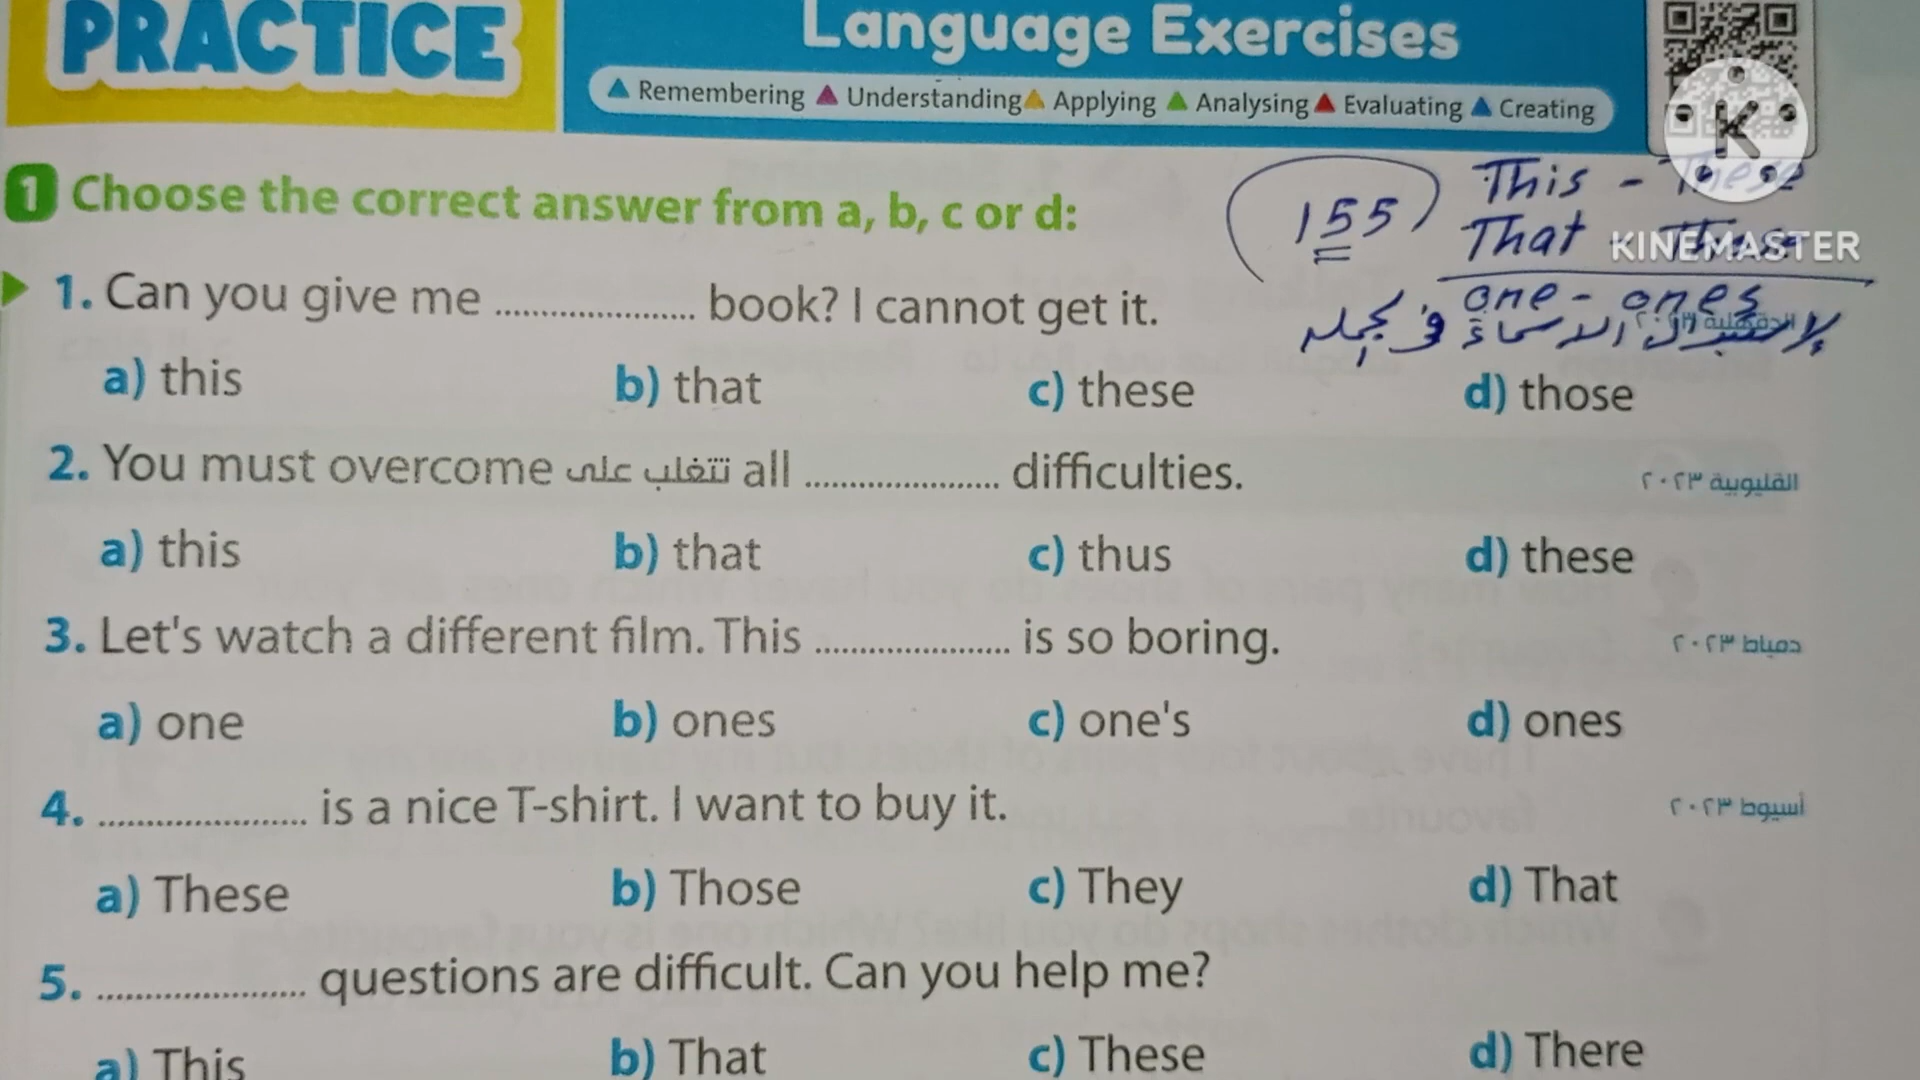 PRACTICE
Language Exercises
Remembering Understanding Applying Analysing Evaluating Creating
K
155
This - These
That - Those
KINEMASTER
one - ones
1 Choose the correct answer from a, b, c or d:
1. Can you give me .................... book? I cannot get it.
a) this b) that c) these d) those
2. You must overcome تتغلب على all .................... difficulties. القليوبية ٢٠٢٣
a) this b) that c) thus d) these
3. Let's watch a different film. This .................... is so boring. دمياط ٢٠٢٣
a) one b) ones c) one's d) ones
4. .................... is a nice T-shirt. I want to buy it. أسيوط ٢٠٢٣
a) These b) Those c) They d) That
5. .................... questions are difficult. Can you help me?
a) This b) That c) These d) There